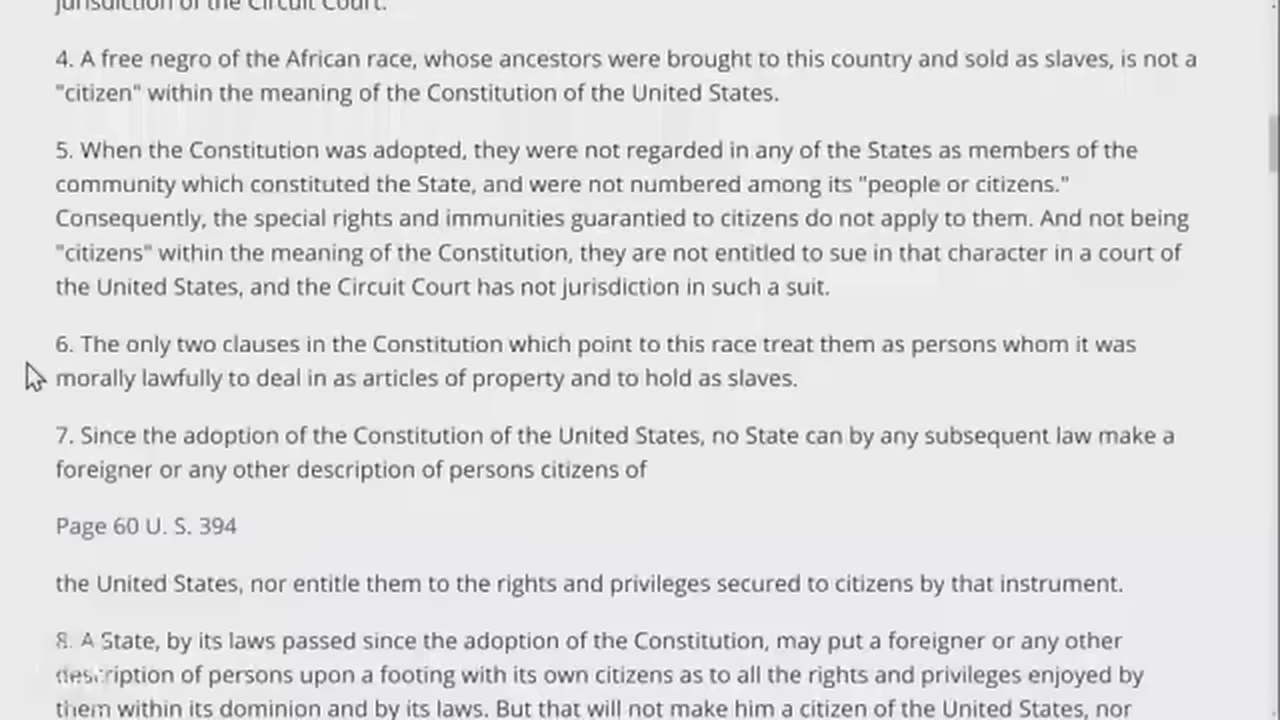 jurisdiction of the Circuit Court.
4. A free negro of the African race, whose ancestors were brought to this country and sold as slaves, is not a
"citizen" within the meaning of the Constitution of the United States.
5. When the Constitution was adopted, they were not regarded in any of the States as members of the
community which constituted the State, and were not numbered among its "people or citizens."
Consequently, the special rights and immunities guarantied to citizens do not apply to them. And not being
"citizens" within the meaning of the Constitution, they are not entitled to sue in that character in a court of
the United States, and the Circuit Court has not jurisdiction in such a suit.
6. The only two clauses in the Constitution which point to this race treat them as persons whom it was
morally lawfully to deal in as articles of property and to hold as slaves.
7. Since the adoption of the Constitution of the United States, no State can by any subsequent law make a
foreigner or any other description of persons citizens of
Page 60 U. S. 394
the United States, nor entitle them to the rights and privileges secured to citizens by that instrument.
8. A State, by its laws passed since the adoption of the Constitution, may put a foreigner or any other
description of persons upon a footing with its own citizens as to all the rights and privileges enjoyed by
them within its dominion and by its laws. But that will not make him a citizen of the United States, nor